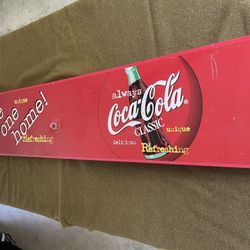 one
home!
unique
Refreshing
always
Coca-Cola
CLASSIC
unique
delicious
Refreshing